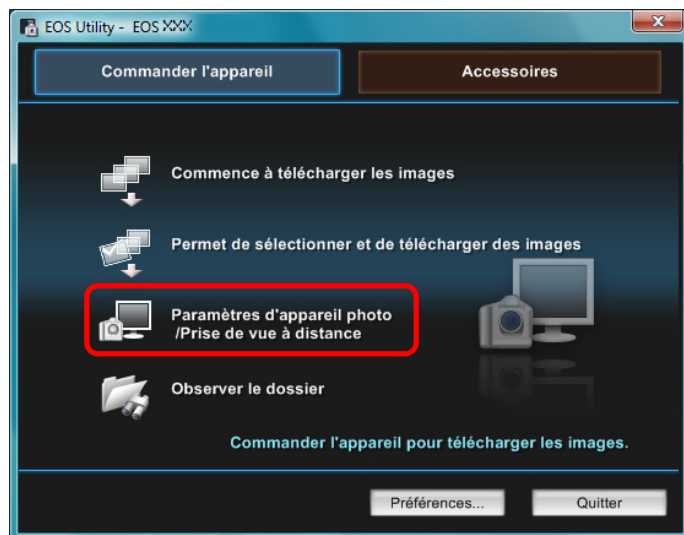 EOS Utility - EOS XXX
Commander l'appareil
Accessoires
Commence à télécharger les images
Permet de sélectionner et de télécharger des images
Paramètres d'appareil photo
/Prise de vue à distance
Observer le dossier
Commander l'appareil pour télécharger les images.
Préférences...
Quitter